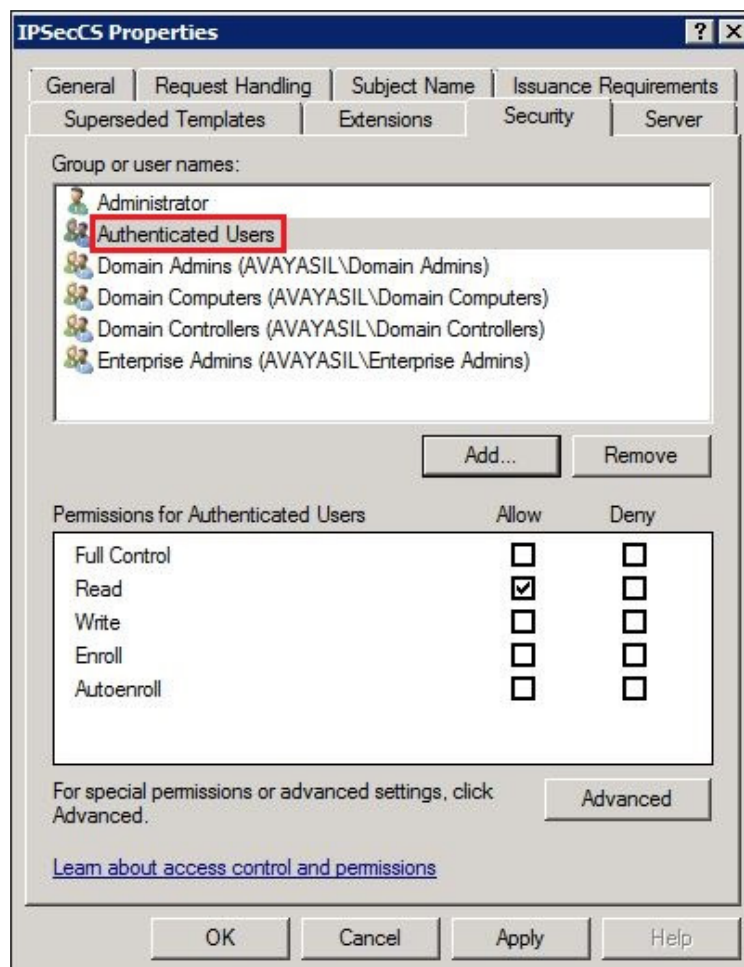 IPSecCS Properties
General Request Handling Subject Name Issuance Requirements
Superseded Templates Extensions Security Server
Group or user names:
Administrator
Authenticated Users
Domain Admins (AVAYASIL\Domain Admins)
Domain Computers (AVAYASIL\Domain Computers)
Domain Controllers (AVAYASIL\Domain Controllers)
Enterprise Admins (AVAYASIL\Enterprise Admins)
Add... Remove
Permissions for Authenticated Users Allow Deny
Full Control
Read
Write
Enroll
Autoenroll
For special permissions or advanced settings, click
Advanced.
Advanced
Learn about access control and permissions
OK Cancel Apply Help